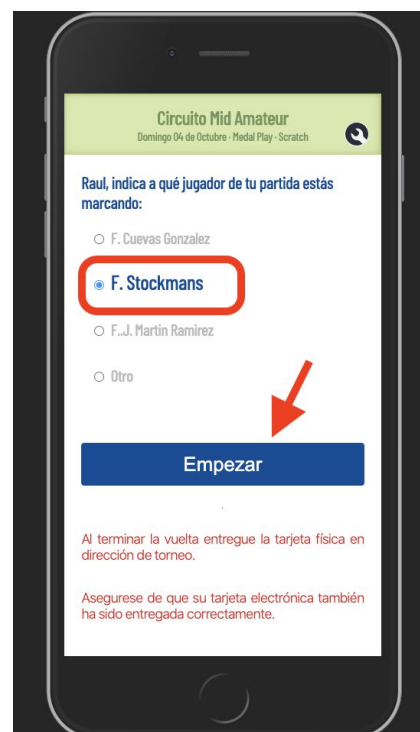 Circuito Mid Amateur
Domingo 04 de Octubre - Medal Play - Scratch
Raul, indica a qué jugador de tu partida estás
marcando:
F. Cuevas Gonzalez
F. Stockmans
F..J. Martin Ramirez
Otro
Empezar
Al terminar la vuelta entregue la tarjeta física en
dirección de torneo.
Asegurese de que su tarjeta electrónica también
ha sido entregada correctamente.